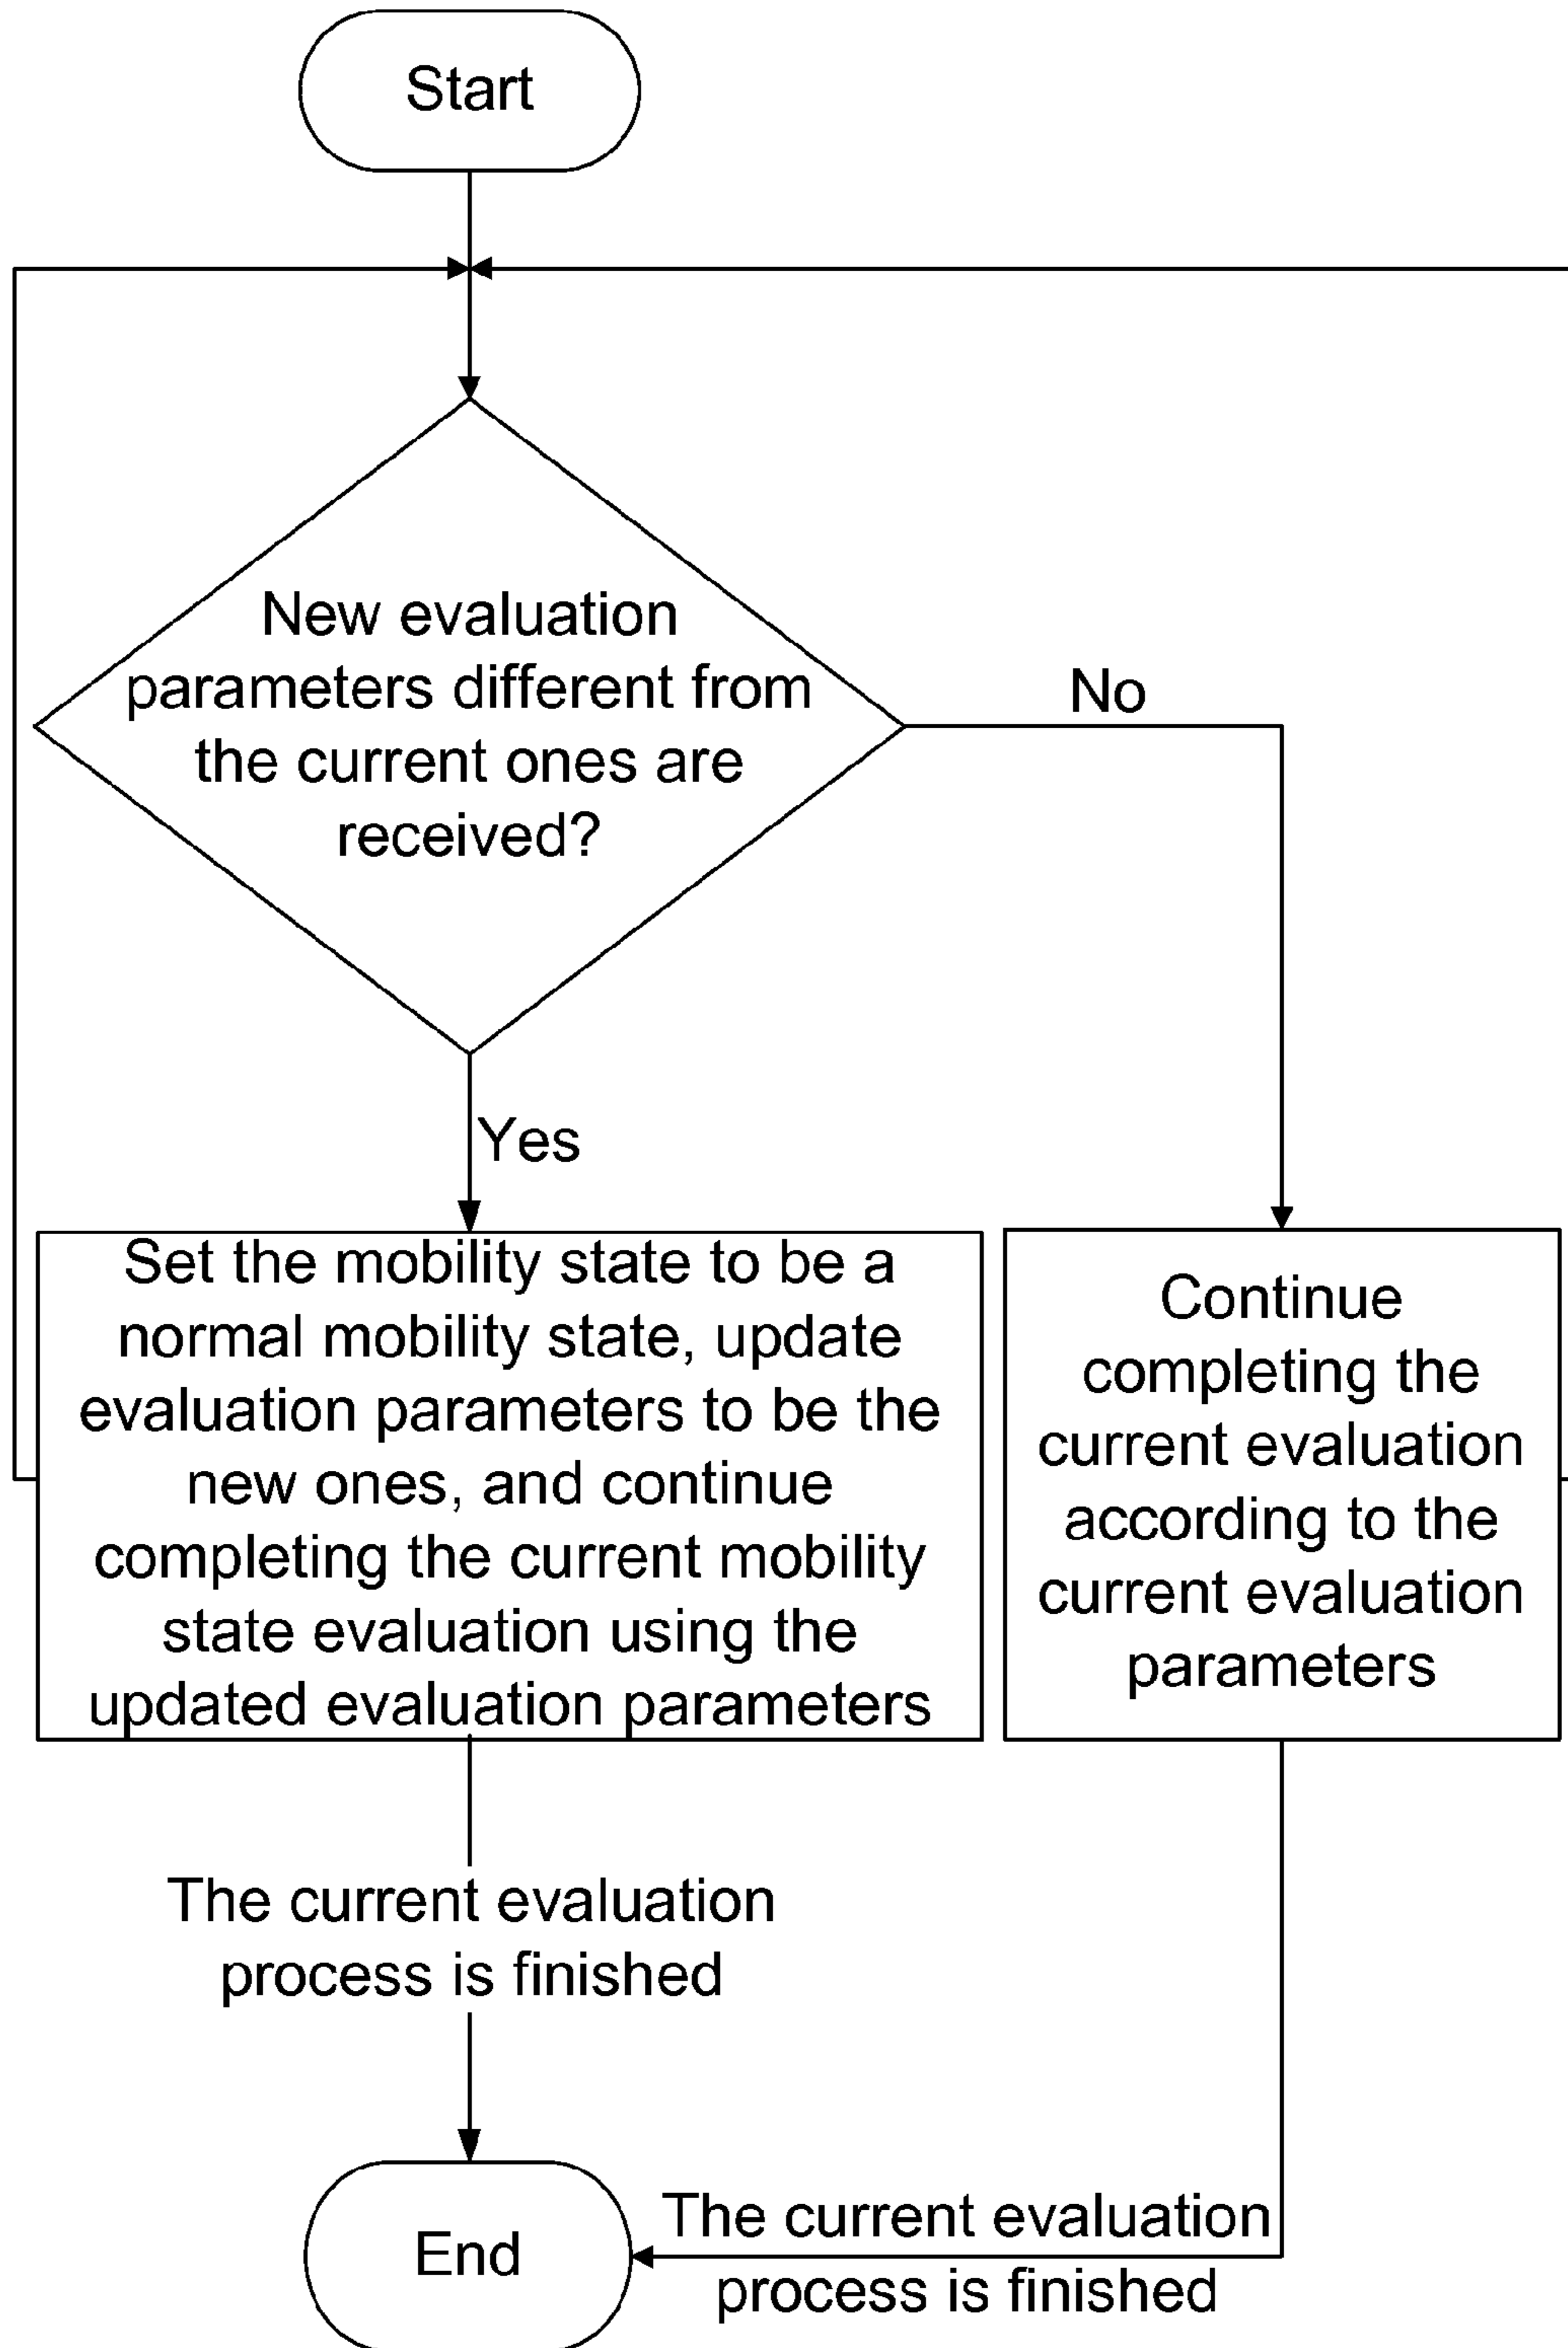 Start
New evaluation
parameters different from
the current ones are
received?
No
Yes
Set the mobility state to be a
normal mobility state, update
evaluation parameters to be the
new ones, and continue
completing the current mobility
state evaluation using the
updated evaluation parameters
Continue
completing the
current evaluation
according to the
current evaluation
parameters
The current evaluation
process is finished
End
The current evaluation
process is finished